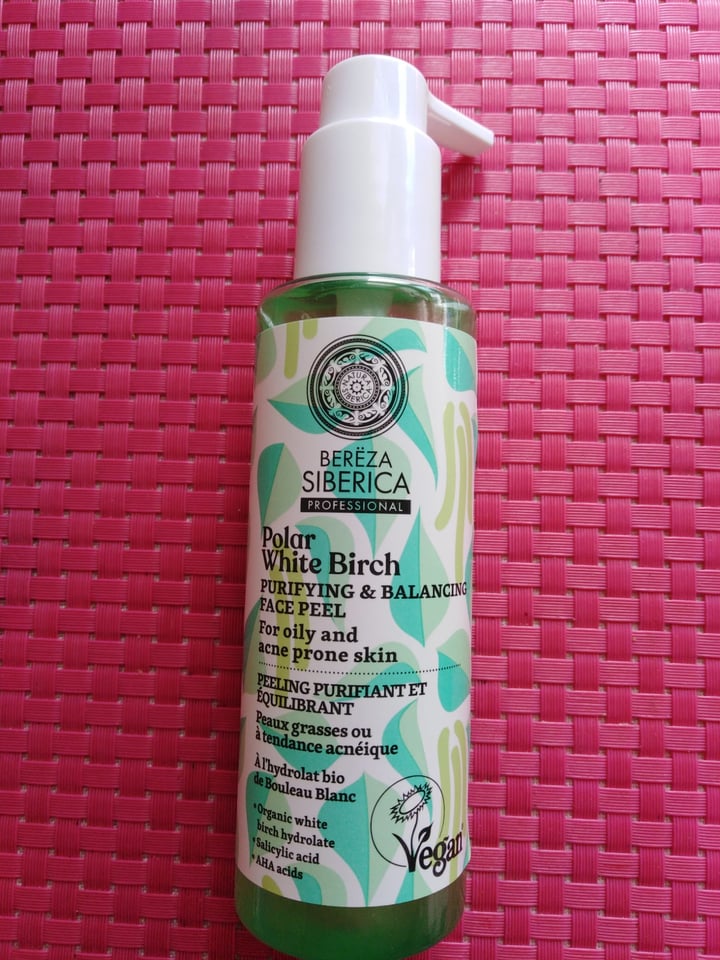 NATURA
SIBERICA
BERËZA
SIBERICA
PROFESSIONAL
Polar
White Birch
PURIFYING & BALANCING
FACE PEEL
For oily and
acne prone skin
PEELING PURIFIANT ET
ÉQUILIBRANT
Peaux grasses ou
à tendance acnéique
À l'hydrolat bio
de Bouleau Blanc
• Organic white
birch hydrolate
• Salicylic acid
• AHA acids
Vegan